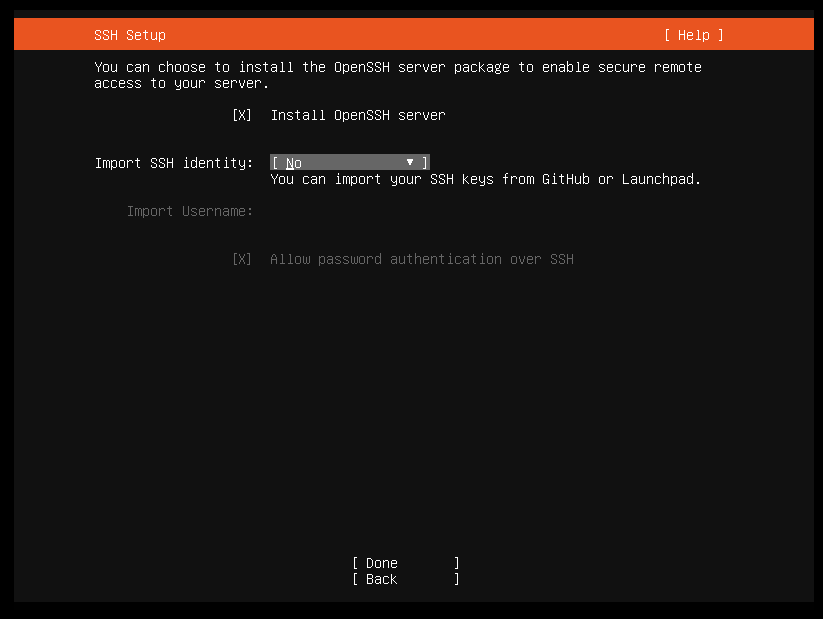 SSH Setup [ Help ]
You can choose to install the OpenSSH server package to enable secure remote
access to your server.
[X] Install OpenSSH server
Import SSH identity: [ No ▼ ]
You can import your SSH keys from GitHub or Launchpad.
Import Username:
[X] Allow password authentication over SSH
[ Done ]
[ Back ]